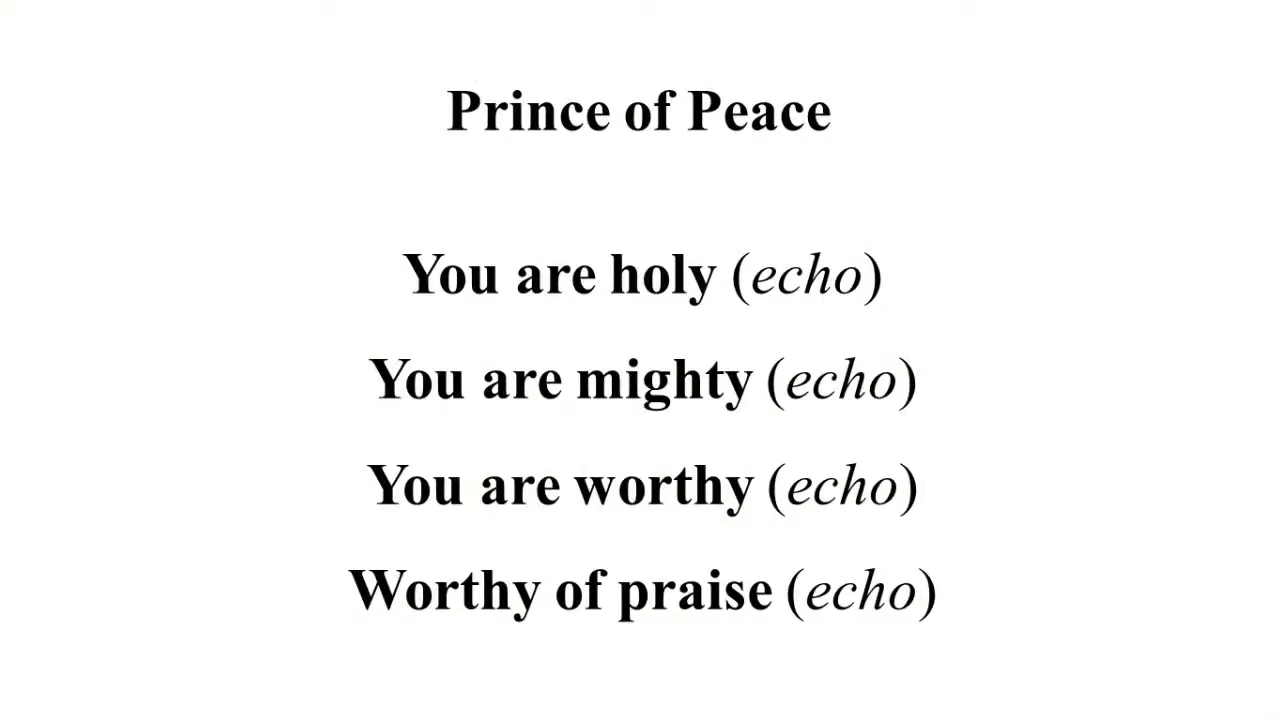 Prince of Peace
You are holy (echo)
You are mighty (echo)
You are worthy (echo)
Worthy of praise (echo)